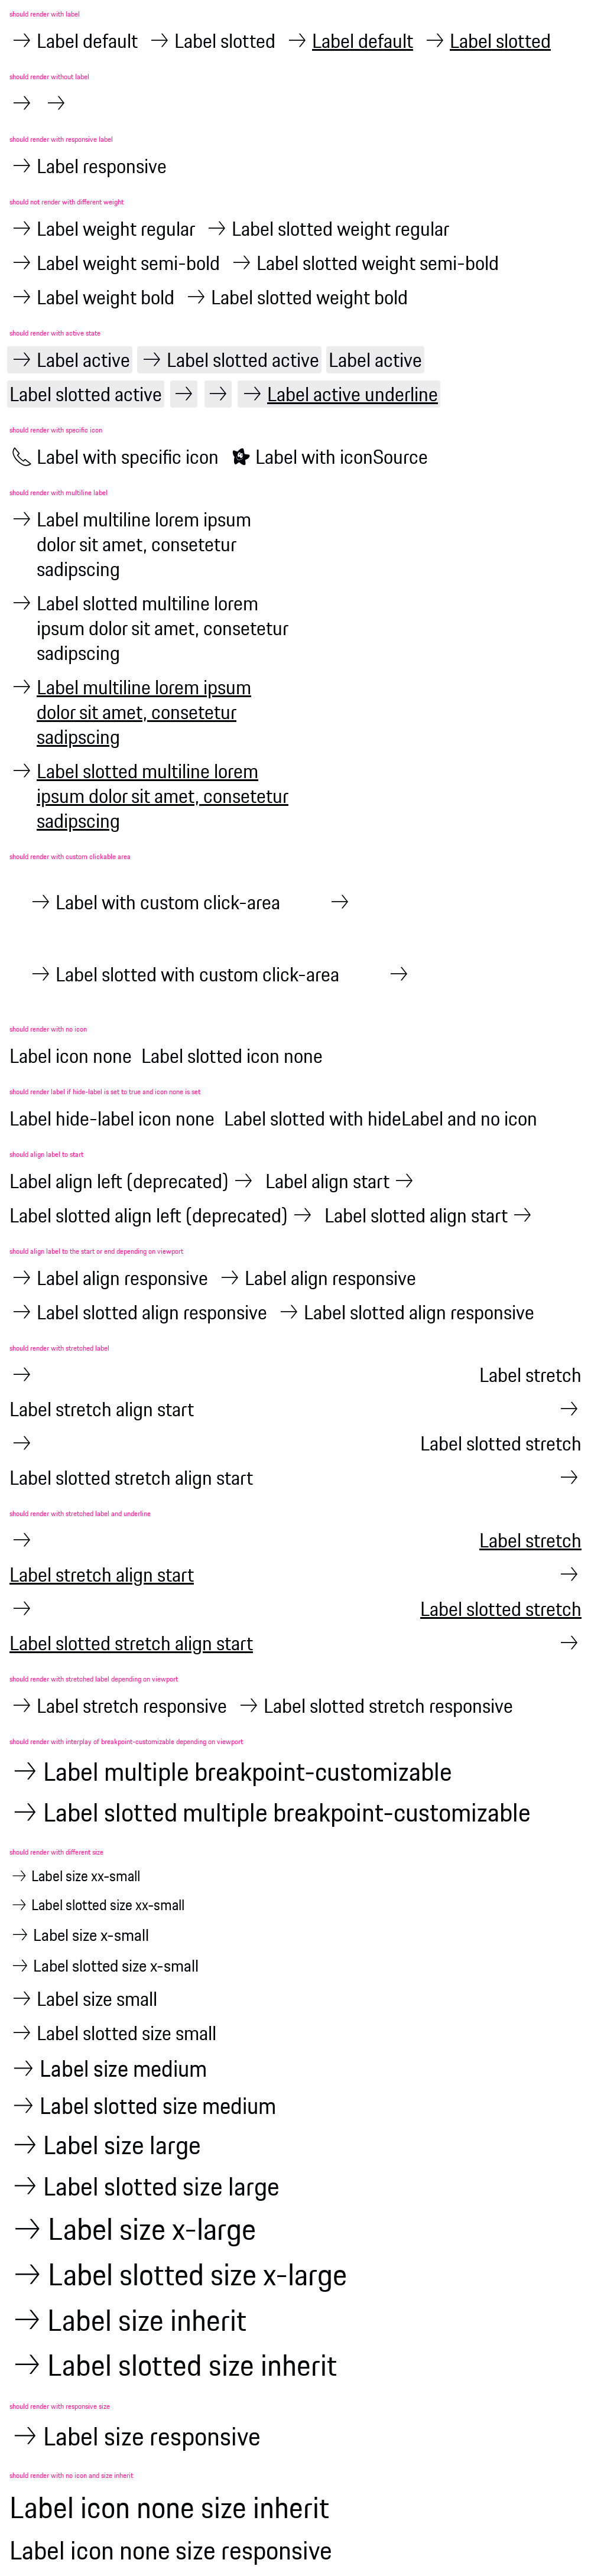 should render with label
Label default Label slotted Label default Label slotted
should render without label
should render with responsive label
Label responsive
should not render with different weight
Label weight regular Label slotted weight regular
Label weight semi-bold Label slotted weight semi-bold
Label weight bold Label slotted weight bold
should render with active state
Label active Label slotted active Label active
Label slotted active Label active underline
should render with specific icon
Label with specific icon Label with iconSource
should render with multiline label
Label multiline lorem ipsum
dolor sit amet, consetetur
sadipscing
Label slotted multiline lorem
ipsum dolor sit amet, consetetur
sadipscing
Label multiline lorem ipsum
dolor sit amet, consetetur
sadipscing
Label slotted multiline lorem
ipsum dolor sit amet, consetetur
sadipscing
should render with custom clickable area
Label with custom click-area
Label slotted with custom click-area
should render with no icon
Label icon none Label slotted icon none
should render label if hide-label is set to true and icon none is set
Label hide-label icon none Label slotted with hideLabel and no icon
should align label to start
Label align left (deprecated) Label align start
Label slotted align left (deprecated) Label slotted align start
should align label to the start or end depending on viewport
Label align responsive Label align responsive
Label slotted align responsive Label slotted align responsive
should render with stretched label
Label stretch
Label stretch align start
Label slotted stretch
Label slotted stretch align start
should render with stretched label and underline
Label stretch
Label stretch align start
Label slotted stretch
Label slotted stretch align start
should render with stretched label depending on viewport
Label stretch responsive Label slotted stretch responsive
should render with interplay of breakpoint-customizable depending on viewport
Label multiple breakpoint-customizable
Label slotted multiple breakpoint-customizable
should render with different size
Label size xx-small
Label slotted size xx-small
Label size x-small
Label slotted size x-small
Label size small
Label slotted size small
Label size medium
Label slotted size medium
Label size large
Label slotted size large
Label size x-large
Label slotted size x-large
Label size inherit
Label slotted size inherit
should render with responsive size
Label size responsive
should render with no icon and size inherit
Label icon none size inherit
Label icon none size responsive